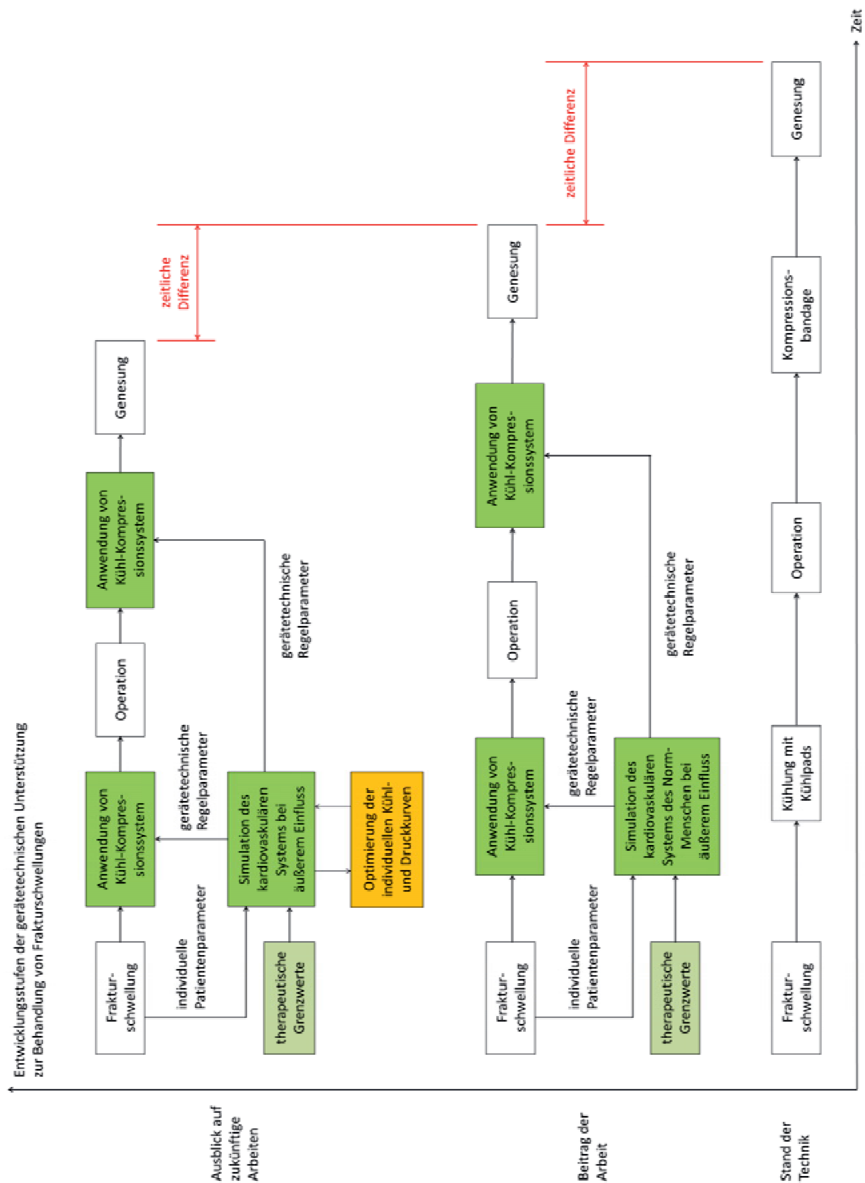 Entwicklungsstufen der gerätetechnischen Unterstützung
zur Behandlung von Frakturschwellungen
Ausblick auf
zukünftige
Arbeiten
Fraktur-
schwellung
Anwendung von
Kühl-Kompres-
sionssystem
Operation
Anwendung von
Kühl-Kompres-
sionssystem
Genesung
zeitliche
Differenz
individuelle
Patientenparameter
gerätetechnische
Regelparameter
gerätetechnische
Regelparameter
therapeutische
Grenzwerte
Simulation des
kardiovaskulären
Systems bei
äußerem Einfluss
Optimierung der
individuellen Kühl-
und Druckkurven
Beitrag der
Arbeit
Fraktur-
schwellung
Anwendung von
Kühl-Kompres-
sionssystem
Operation
Anwendung von
Kühl-Kompres-
sionssystem
Genesung
zeitliche Differenz
individuelle
Patientenparameter
gerätetechnische
Regelparameter
gerätetechnische
Regelparameter
therapeutische
Grenzwerte
Simulation des
kardiovaskulären
Systems des Norm-
Menschen bei
äußerem Einfluss
Stand der
Technik
Fraktur-
schwellung
Kühlung mit
Kühlpads
Operation
Kompressions-
bandage
Genesung
Zeit